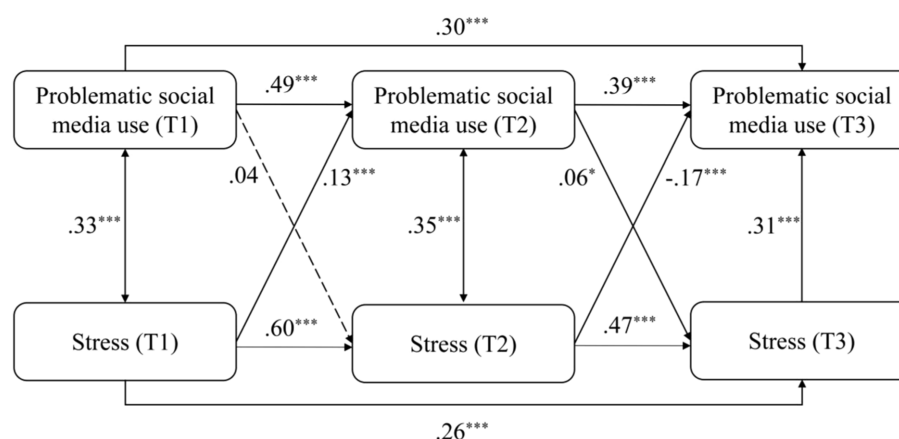 .30***
Problematic social
media use (T1)
.49***
Problematic social
media use (T2)
.39***
Problematic social
media use (T3)
.04
.13***
.06*
-.17***
.33***
.35***
.31***
Stress (T1)
.60***
Stress (T2)
.47***
Stress (T3)
.26***